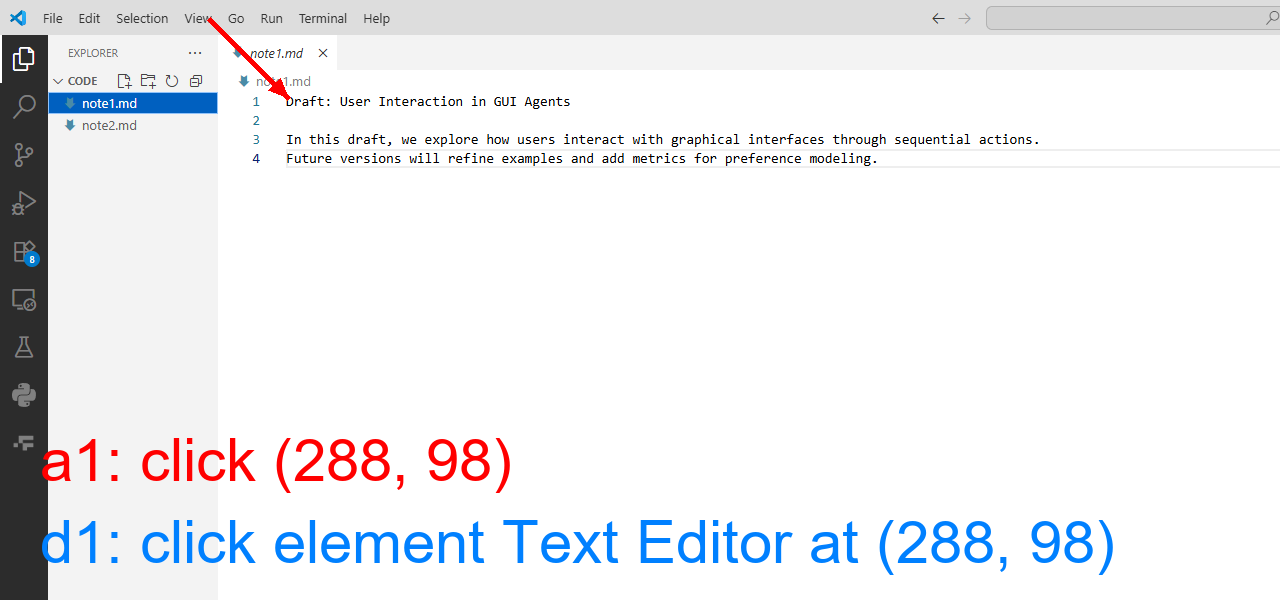 File Edit Selection View Go Run Terminal Help
EXPLORER ···
note1.md
CODE
note1.md
note1.md
note2.md
1 Draft: User Interaction in GUI Agents
2
3 In this draft, we explore how users interact with graphical interfaces through sequential actions.
4 Future versions will refine examples and add metrics for preference modeling.
8
a1: click (288, 98)
d1: click element Text Editor at (288, 98)